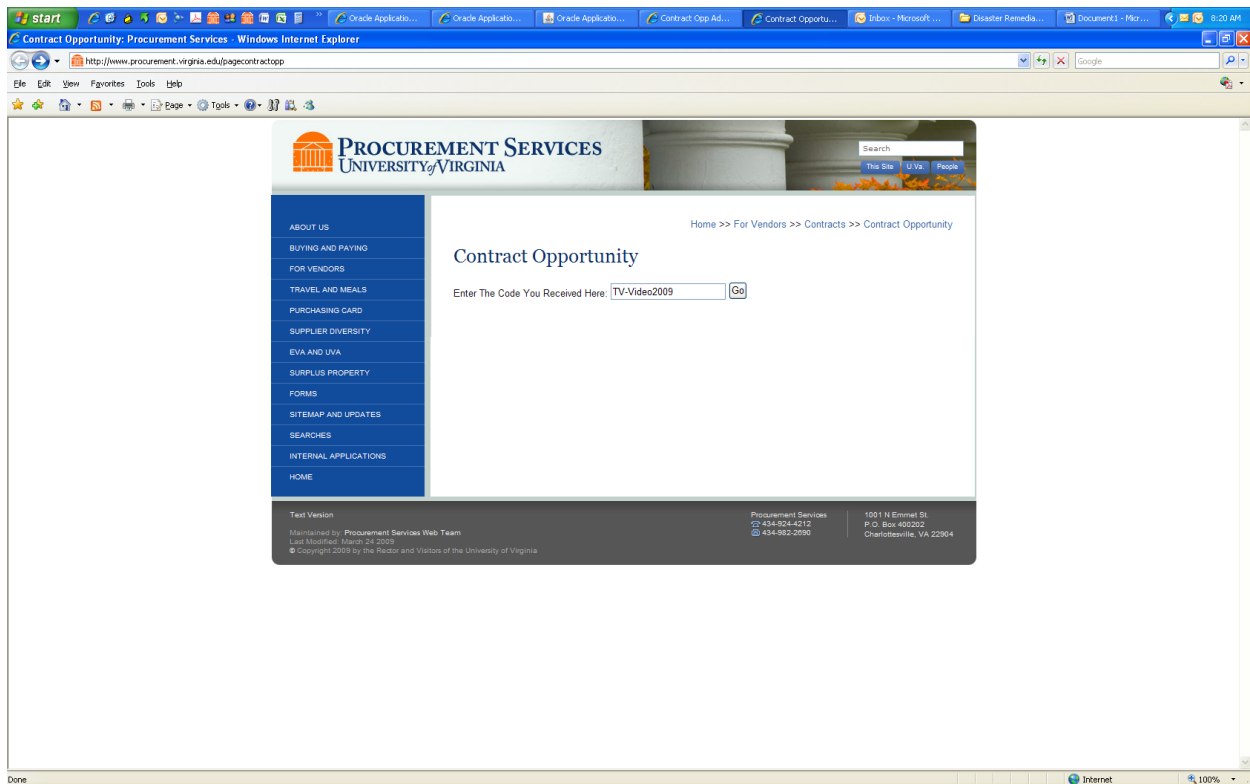 start
Oracle Applicatio...
Oracle Applicatio...
Oracle Applicatio...
Contract Opp Ad...
Contract Opportu...
Inbox - Microsoft ...
Disaster Remedia...
Document1 - Micr...
8:20 AM
Contract Opportunity: Procurement Services - Windows Internet Explorer
http://www.procurement.virginia.edu/pagecontractopp
Google
File Edit View Favorites Tools Help
Page Tools
PROCUREMENT SERVICES
UNIVERSITY of VIRGINIA
Search
This Site U.Va. People
ABOUT US
BUYING AND PAYING
FOR VENDORS
TRAVEL AND MEALS
PURCHASING CARD
SUPPLIER DIVERSITY
EVA AND UVA
SURPLUS PROPERTY
FORMS
SITEMAP AND UPDATES
SEARCHES
INTERNAL APPLICATIONS
HOME
Home >> For Vendors >> Contracts >> Contract Opportunity
Contract Opportunity
Enter The Code You Received Here: TV-Video2009 Go
Text Version
Maintained by Procurement Services Web Team
Last Modified: March 24 2009
© Copyright 2009 by the Rector and Visitors of the University of Virginia
Procurement Services
434-924-4212
434-982-2690
1001 N Emmet St.
P.O. Box 400202
Charlottesville, VA 22904
Done
Internet
100%